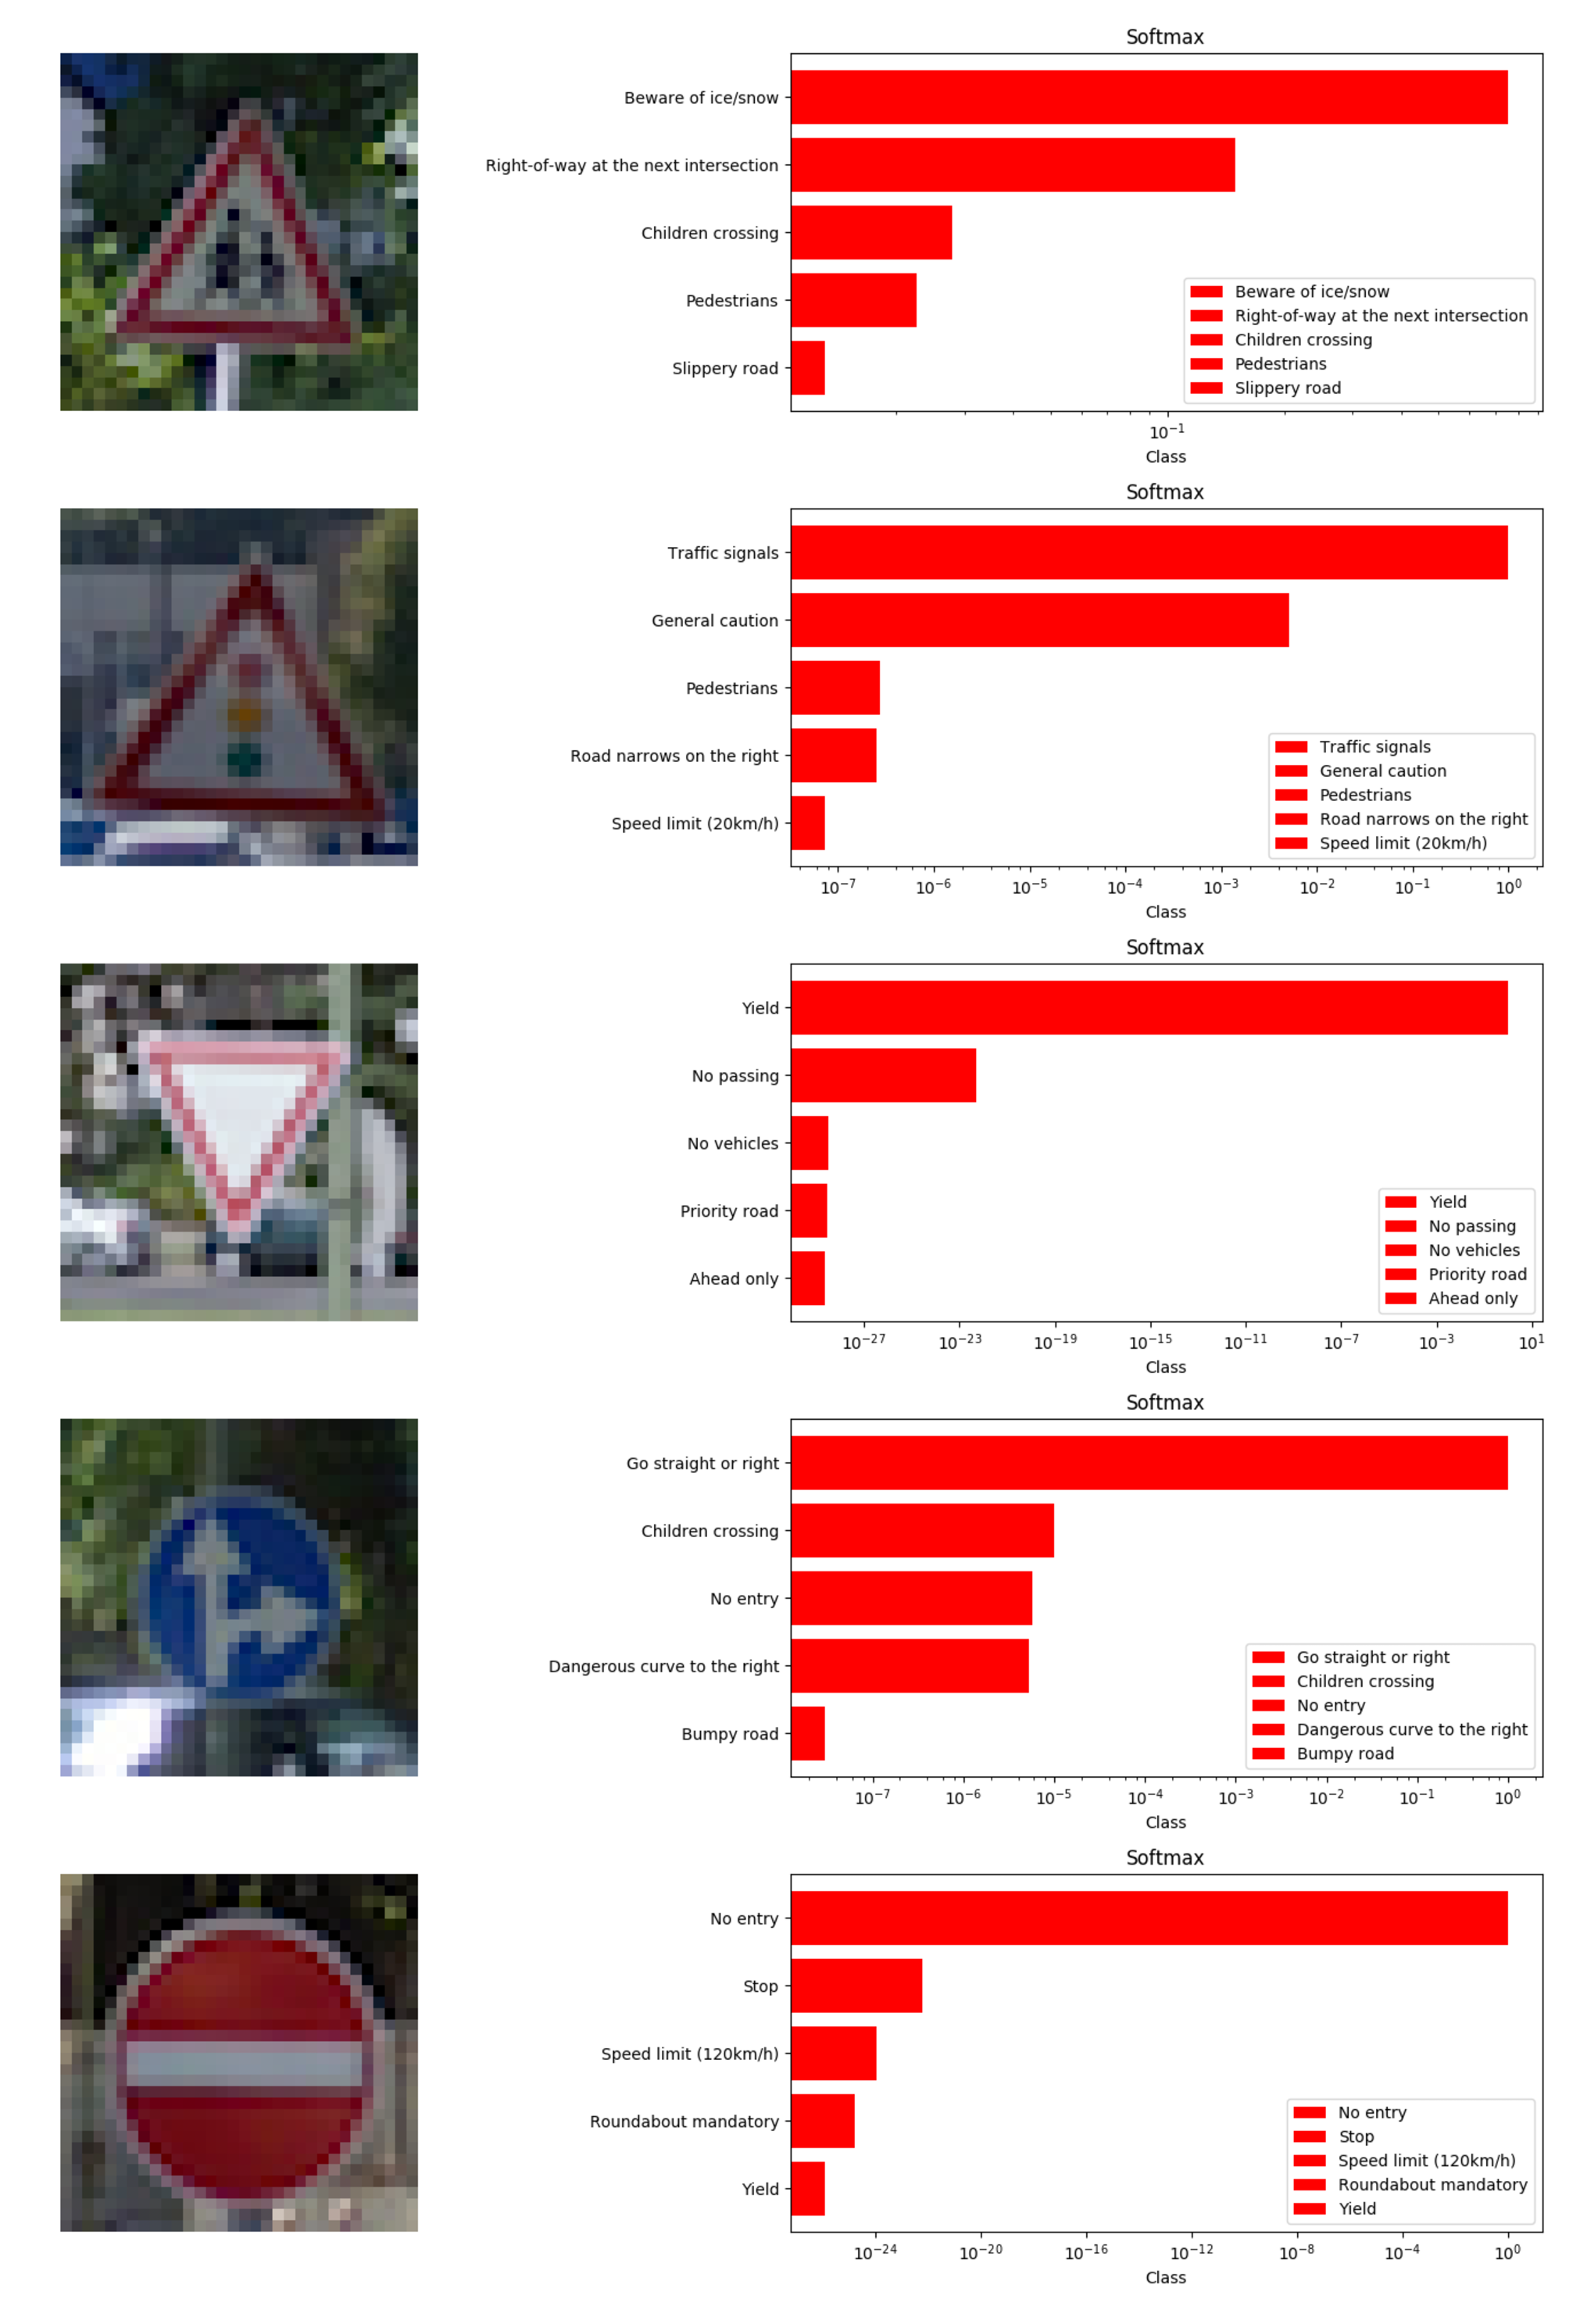 Softmax
Beware of ice/snow
Right-of-way at the next intersection
Children crossing
Pedestrians
Slippery road
Beware of ice/snow
Right-of-way at the next intersection
Children crossing
Pedestrians
Slippery road
10⁻¹
Class
Softmax
Traffic signals
General caution
Pedestrians
Road narrows on the right
Speed limit (20km/h)
Traffic signals
General caution
Pedestrians
Road narrows on the right
Speed limit (20km/h)
10⁻⁷ 10⁻⁶ 10⁻⁵ 10⁻⁴ 10⁻³ 10⁻² 10⁻¹ 10⁰
Class
Softmax
Yield
No passing
No vehicles
Priority road
Ahead only
Yield
No passing
No vehicles
Priority road
Ahead only
10⁻²⁷ 10⁻²³ 10⁻¹⁹ 10⁻¹⁵ 10⁻¹¹ 10⁻⁷ 10⁻³ 10¹
Class
Softmax
Go straight or right
Children crossing
No entry
Dangerous curve to the right
Bumpy road
Go straight or right
Children crossing
No entry
Dangerous curve to the right
Bumpy road
10⁻⁷ 10⁻⁶ 10⁻⁵ 10⁻⁴ 10⁻³ 10⁻² 10⁻¹ 10⁰
Class
Softmax
No entry
Stop
Speed limit (120km/h)
Roundabout mandatory
Yield
No entry
Stop
Speed limit (120km/h)
Roundabout mandatory
Yield
10⁻²⁴ 10⁻²⁰ 10⁻¹⁶ 10⁻¹² 10⁻⁸ 10⁻⁴ 10⁰
Class